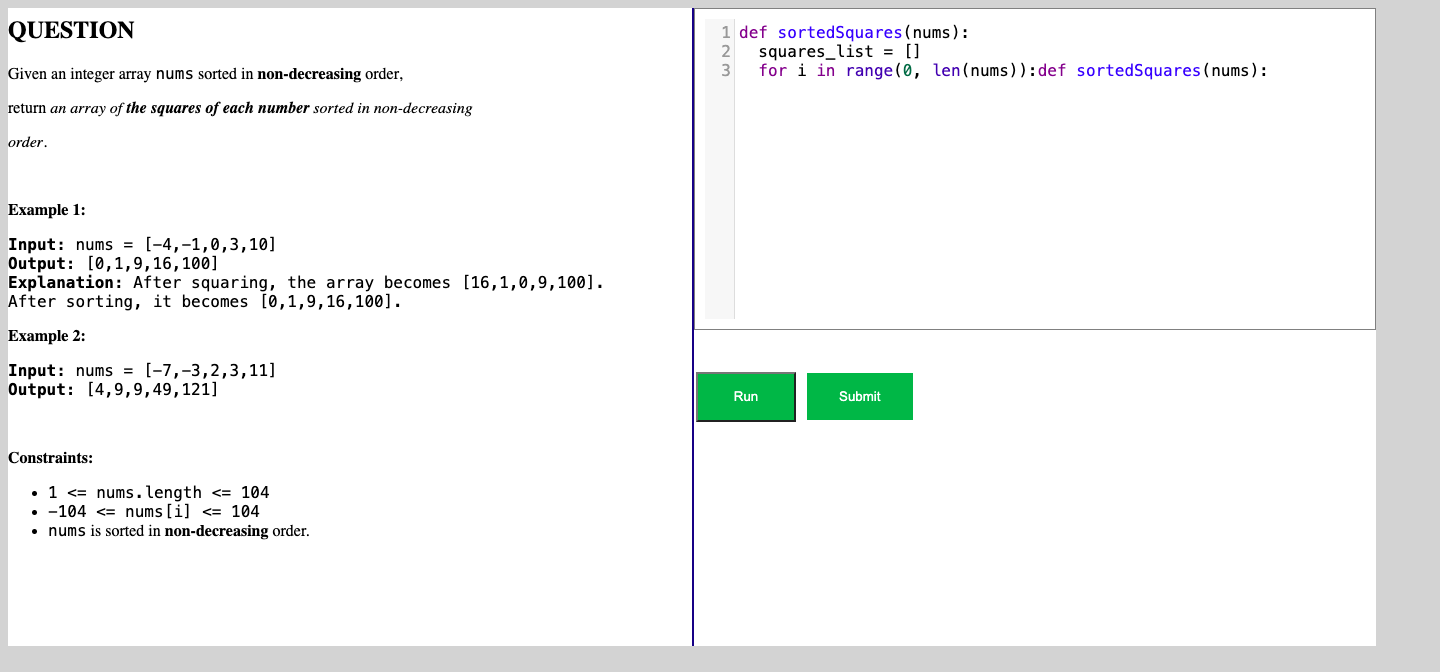 QUESTION
Given an integer array nums sorted in non-decreasing order,
return an array of the squares of each number sorted in non-decreasing
order.
Example 1:
Input: nums = [-4,-1,0,3,10]
Output: [0,1,9,16,100]
Explanation: After squaring, the array becomes [16,1,0,9,100].
After sorting, it becomes [0,1,9,16,100].
Example 2:
Input: nums = [-7,-3,2,3,11]
Output: [4,9,9,49,121]
Constraints:
• 1 <= nums.length <= 104
• -104 <= nums[i] <= 104
• nums is sorted in non-decreasing order.
1 def sortedSquares(nums):
2   squares_list = []
3   for i in range(0, len(nums)):def sortedSquares(nums):
Run Submit